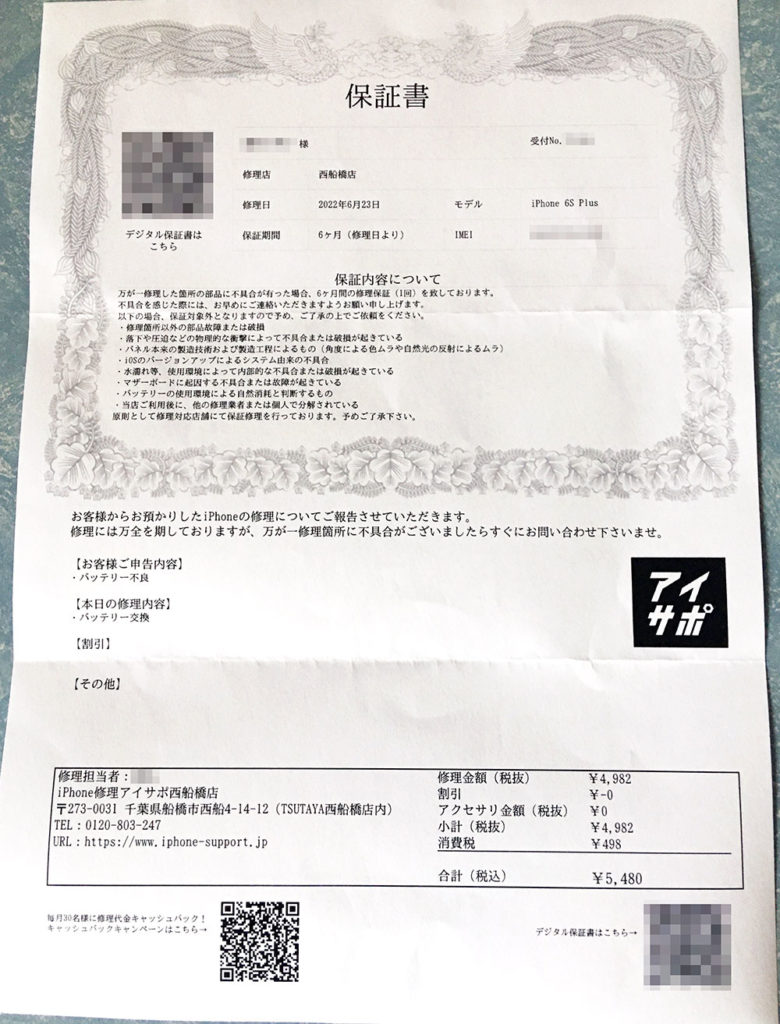 保証書
様
受付No.
修理店 西船橋店
修理日 2022年6月23日 モデル iPhone 6S Plus
保証期間 6ヶ月（修理日より） IMEI
デジタル保証書は
こちら
保証内容について
万が一修理した箇所の部品に不具合が有った場合、6ヶ月間の修理保証（1回）を致しております。
不具合を感じた際には、お早めにご連絡いただきますようお願い申し上げます。
以下の場合、保証対象外となりますので予め、ご了承の上でご依頼をください。
・修理箇所以外の部品故障または破損
・落下や圧迫などの物理的な衝撃によって不具合または破損が起きている
・パネル本来の製造技術および製造工程によるもの（角度による色ムラや自然光の反射によるムラ）
・iOSのバージョンアップによるシステム由来の不具合
・水濡れ等、使用環境によって内部的な不具合または破損が起きている
・マザーボードに起因する不具合または故障が起きている
・バッテリーの使用環境による自然消耗と判断するもの
・当店ご利用後に、他の修理業者または個人で分解されている
原則として修理対応店舗にて保証修理を行っております。予めご了承下さい。
お客様からお預かりしたiPhoneの修理についてご報告させていただきます。
修理には万全を期しておりますが、万が一修理箇所に不具合がございましたらすぐにお問い合わせ下さいませ。
【お客様ご申告内容】
・バッテリー不良
【本日の修理内容】
・バッテリー交換
【割引】
【その他】
アイ
サポ
修理担当者：
iPhone修理アイサポ西船橋店
〒273-0031 千葉県船橋市西船4-14-12（TSUTAYA西船橋店内）
TEL：0120-803-247
URL：https://www.iphone-support.jp
修理金額（税抜） ￥4,982
割引 ￥-0
アクセサリ金額（税抜） ￥0
小計（税抜） ￥4,982
消費税 ￥498
合計（税込） ￥5,480
毎月30名様に修理代金キャッシュバック！
キャッシュバックキャンペーンはこちら→
デジタル保証書はこちら→